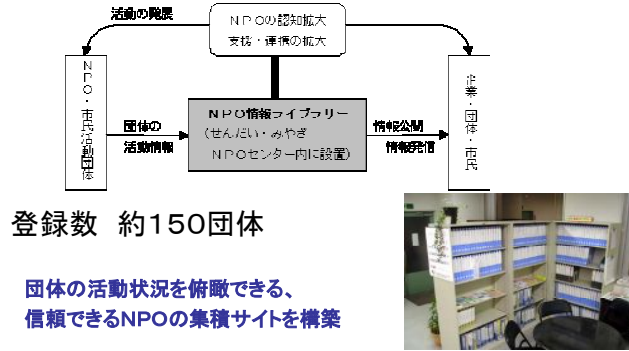 NPOの認知拡大
支援・連携の拡大
活動の発展
NPO・市民活動団体
団体の
活動情報
NPO情報ライブラリー
(せんだい・みやぎ
NPOセンター内に設置)
情報公開
情報発信
企業・団体・市民
登録数 約150団体
団体の活動状況を俯瞰できる、
信頼できるNPOの集積サイトを構築